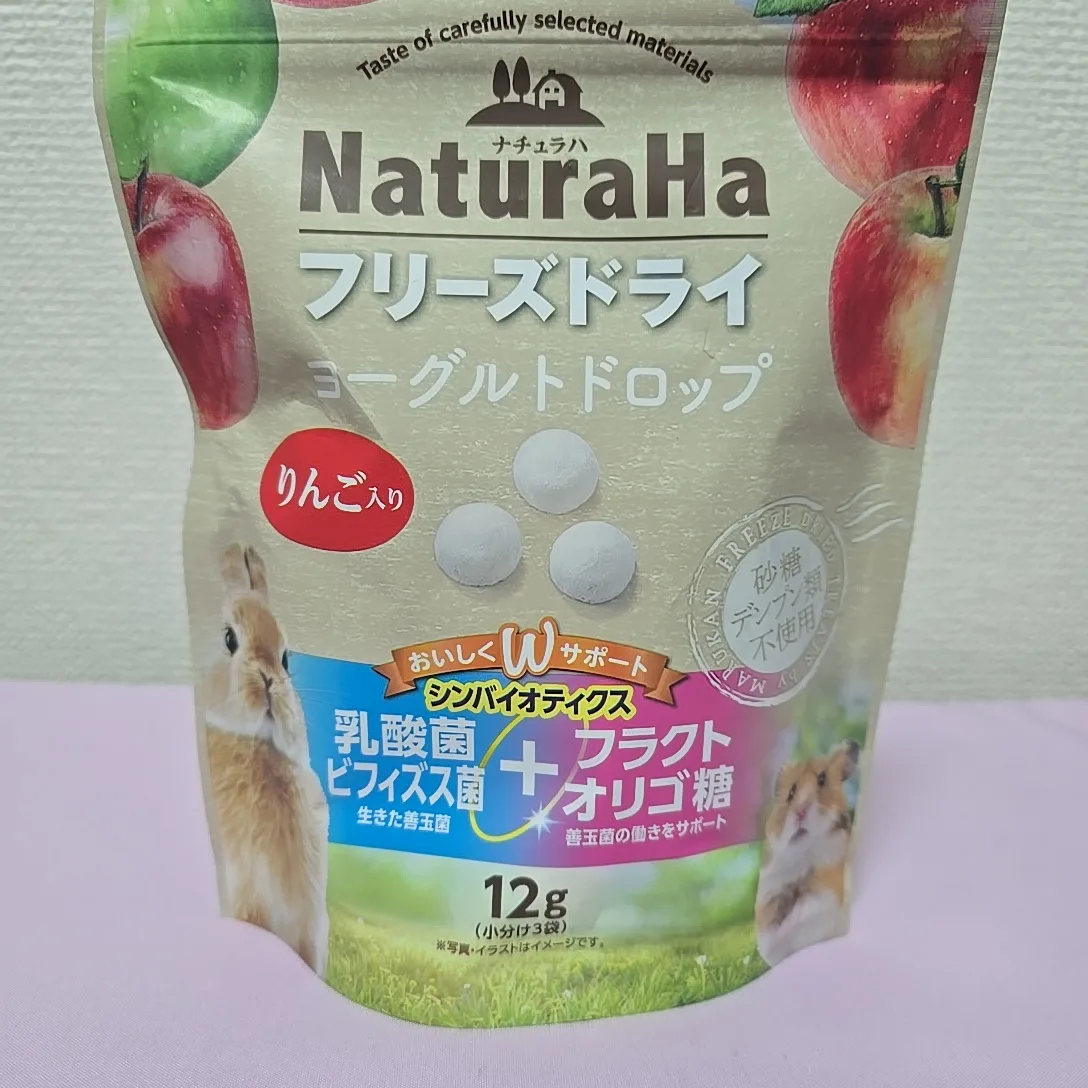 Taste of carefully selected materials
ナチュラハ
NaturaHa
フリーズドライ
ヨーグルトドロップ
りんご入り
FREEZE DRIED TREATS by MARUKAN
砂糖
デンプン類
不使用
おいしくWサポート
シンバイオティクス
乳酸菌
ビフィズス菌
生きた善玉菌
+
フラクト
オリゴ糖
善玉菌の働きをサポート
12g
(小分け3袋)
※写真・イラストはイメージです。